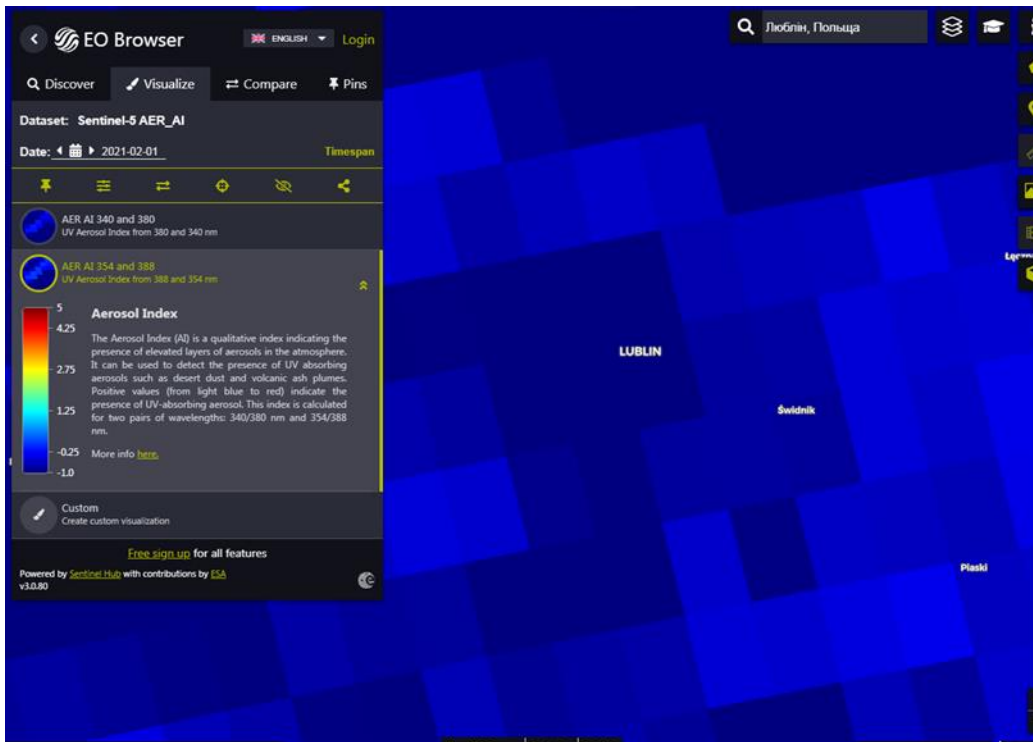 EO Browser
ENGLISH
Login
Discover
Visualize
Compare
Pins
Dataset: Sentinel-5 AER_AI
Date: 2021-02-01
Timespan
AER AI 340 and 380
UV Aerosol Index from 380 and 340 nm
AER AI 354 and 388
UV Aerosol Index from 388 and 354 nm
5
4.25
2.75
1.25
-0.25
-1.0
Aerosol Index
The Aerosol Index (AI) is a qualitative index indicating the
presence of elevated layers of aerosols in the atmosphere.
It can be used to detect the presence of UV absorbing
aerosols such as desert dust and volcanic ash plumes.
Positive values (from light blue to red) indicate the
presence of UV-absorbing aerosol. This index is calculated
for two pairs of wavelengths: 340/380 nm and 354/388
nm.
More info here.
Custom
Create custom visualization
Free sign up for all features
Powered by Sentinel Hub with contributions by ESA
v3.0.80
Люблін, Польща
LUBLIN
Świdnik
Piaski